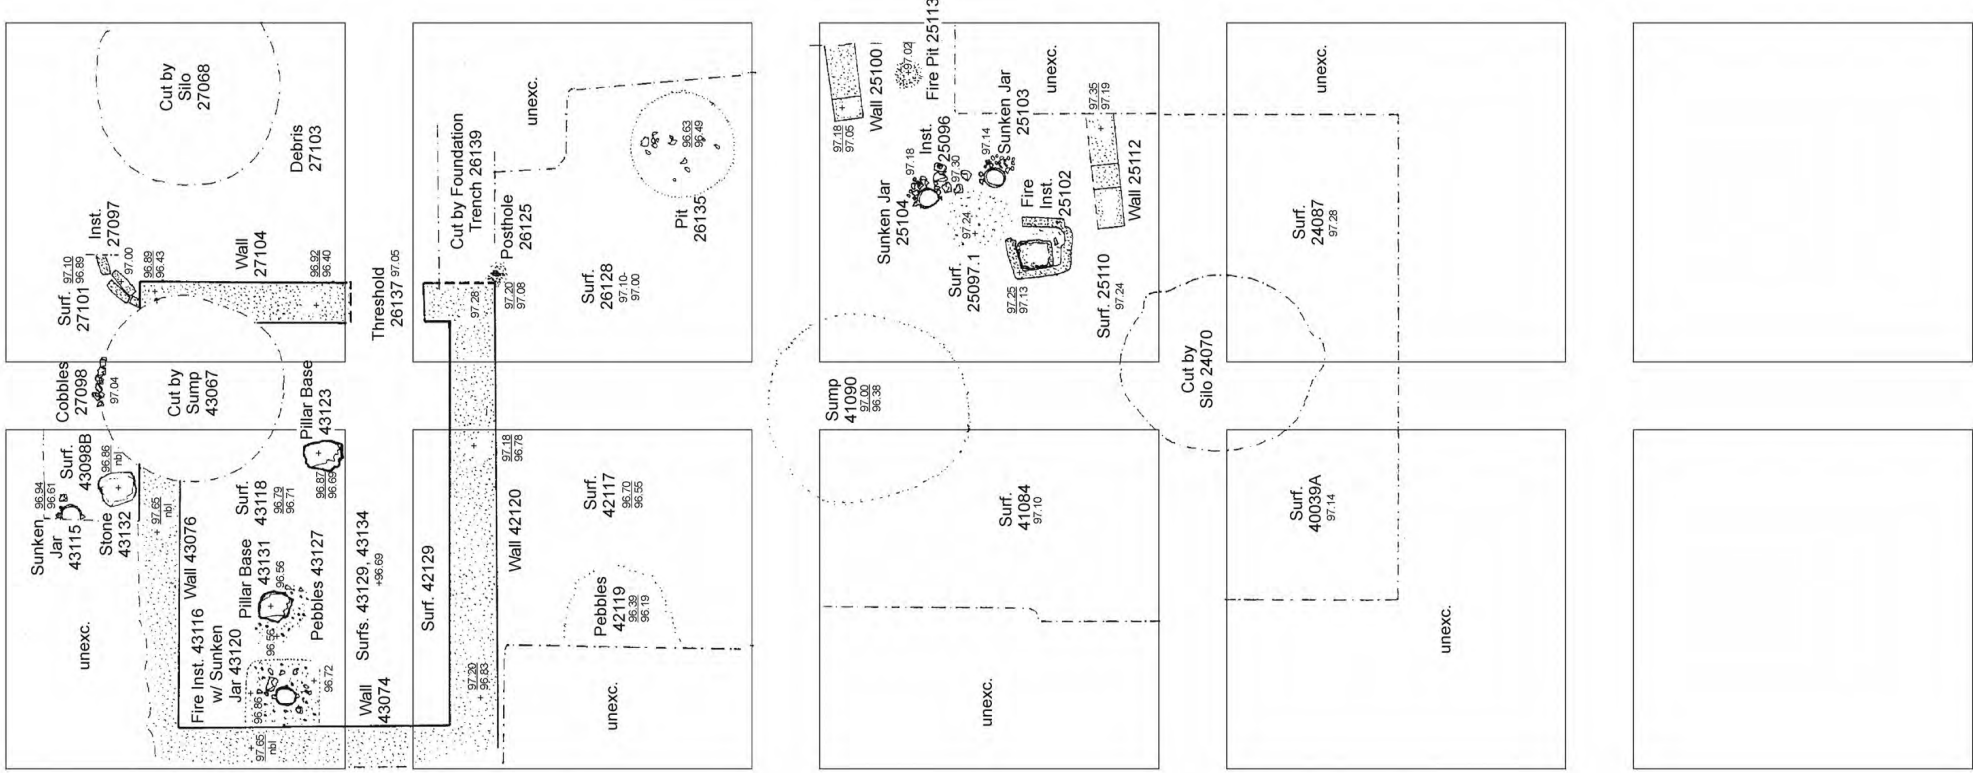 Cut by
Silo
27068
Debris
27103
Inst.
27097
97.00
Surf.
27101
97.10
96.89
96.89
96.43
Wall
27104
96.92
96.40
Threshold
26137 97.05
Cut by Foundation
Trench 26139
unexc.
Posthole
26125
97.28
97.20
97.08
Surf.
26128
97.10-
97.00
Pit
26135
96.63
96.49
Cobbles
27098
97.04
Cut by
Sump
43067
Pillar Base
43123
96.87
96.69
Sunken
Jar
43115
96.94
96.61
Surf.
43098B
Stone
43132
96.86
nbl
97.65
nbl
unexc.
Wall 43076
Fire Inst. 43116
w/ Sunken
Jar 43120
Surf.
43118
96.79
96.71
Pillar Base
43131
96.56
96.56
Pebbles 43127
96.86
96.72
97.65
nbl
Wall
43074
Surfs. 43129, 43134
96.69
Surf. 42129
97.18
96.78
Wall 42120
97.20
96.83
Surf.
42117
96.70
96.55
Pebbles
42119
96.39
96.19
unexc.
Wall 25100
97.18
97.05
97.02
Fire Pit 25113
unexc.
Sunken Jar
25104
97.18
Inst.
25096
97.30
97.14
Sunken Jar
25103
97.24
Fire
Inst.
25102
Surf.
25097.1
97.25
97.13
97.35
97.19
Wall 25112
Surf. 25110
97.24
Sump
41090
97.00
96.38
Surf.
41084
97.10
unexc.
Cut by
Silo 24070
Surf.
24087
97.28
unexc.
Surf.
40039A
97.14
unexc.